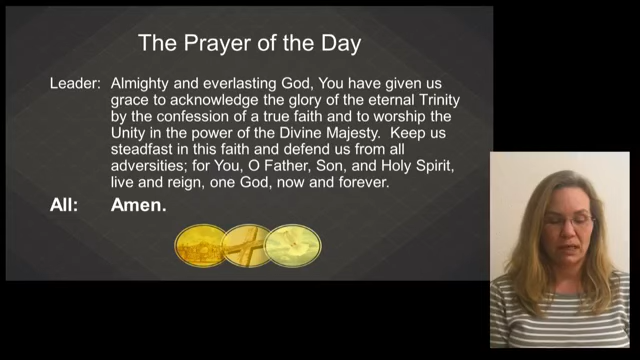 The Prayer of the Day
Leader: Almighty and everlasting God, You have given us
grace to acknowledge the glory of the eternal Trinity
by the confession of a true faith and to worship the
Unity in the power of the Divine Majesty. Keep us
steadfast in this faith and defend us from all
adversities; for You, O Father, Son, and Holy Spirit,
live and reign, one God, now and forever.
All: Amen.